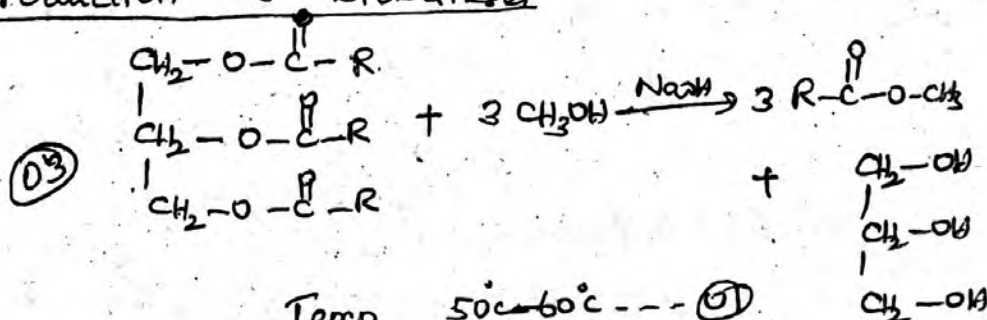 CH2 - O - C - R
O
CH2 - O - C - R + 3 CH3OH NaOH 3 R - C - O - CH3
O O
03
CH2 - O - C - R + CH2 - OH
O
CH2 - OH
Temp 50°c - 60°c - - - 01 CH2 - OH